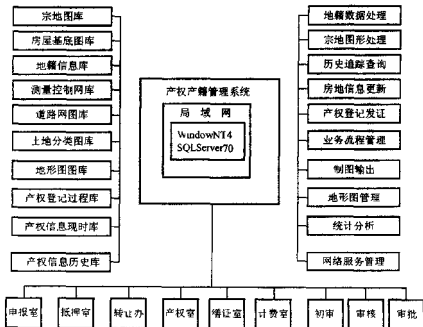 宗地图库
房屋基底图库
地籍信息库
测量控制网库
道路网图库
土地分类图库
地形图图库
产权登记过程库
产权信息现时库
产权信息历史库
产权产籍管理系统
局域网
WindowNT4
SQLServer70
地籍数据处理
宗地图形处理
历史追踪查询
房地信息更新
产权登记发证
业务流程管理
制图输出
地形图管理
统计分析
网络服务管理
申报室
抵押室
转让办
产权室
缮证室
计费室
初审
审核
审批